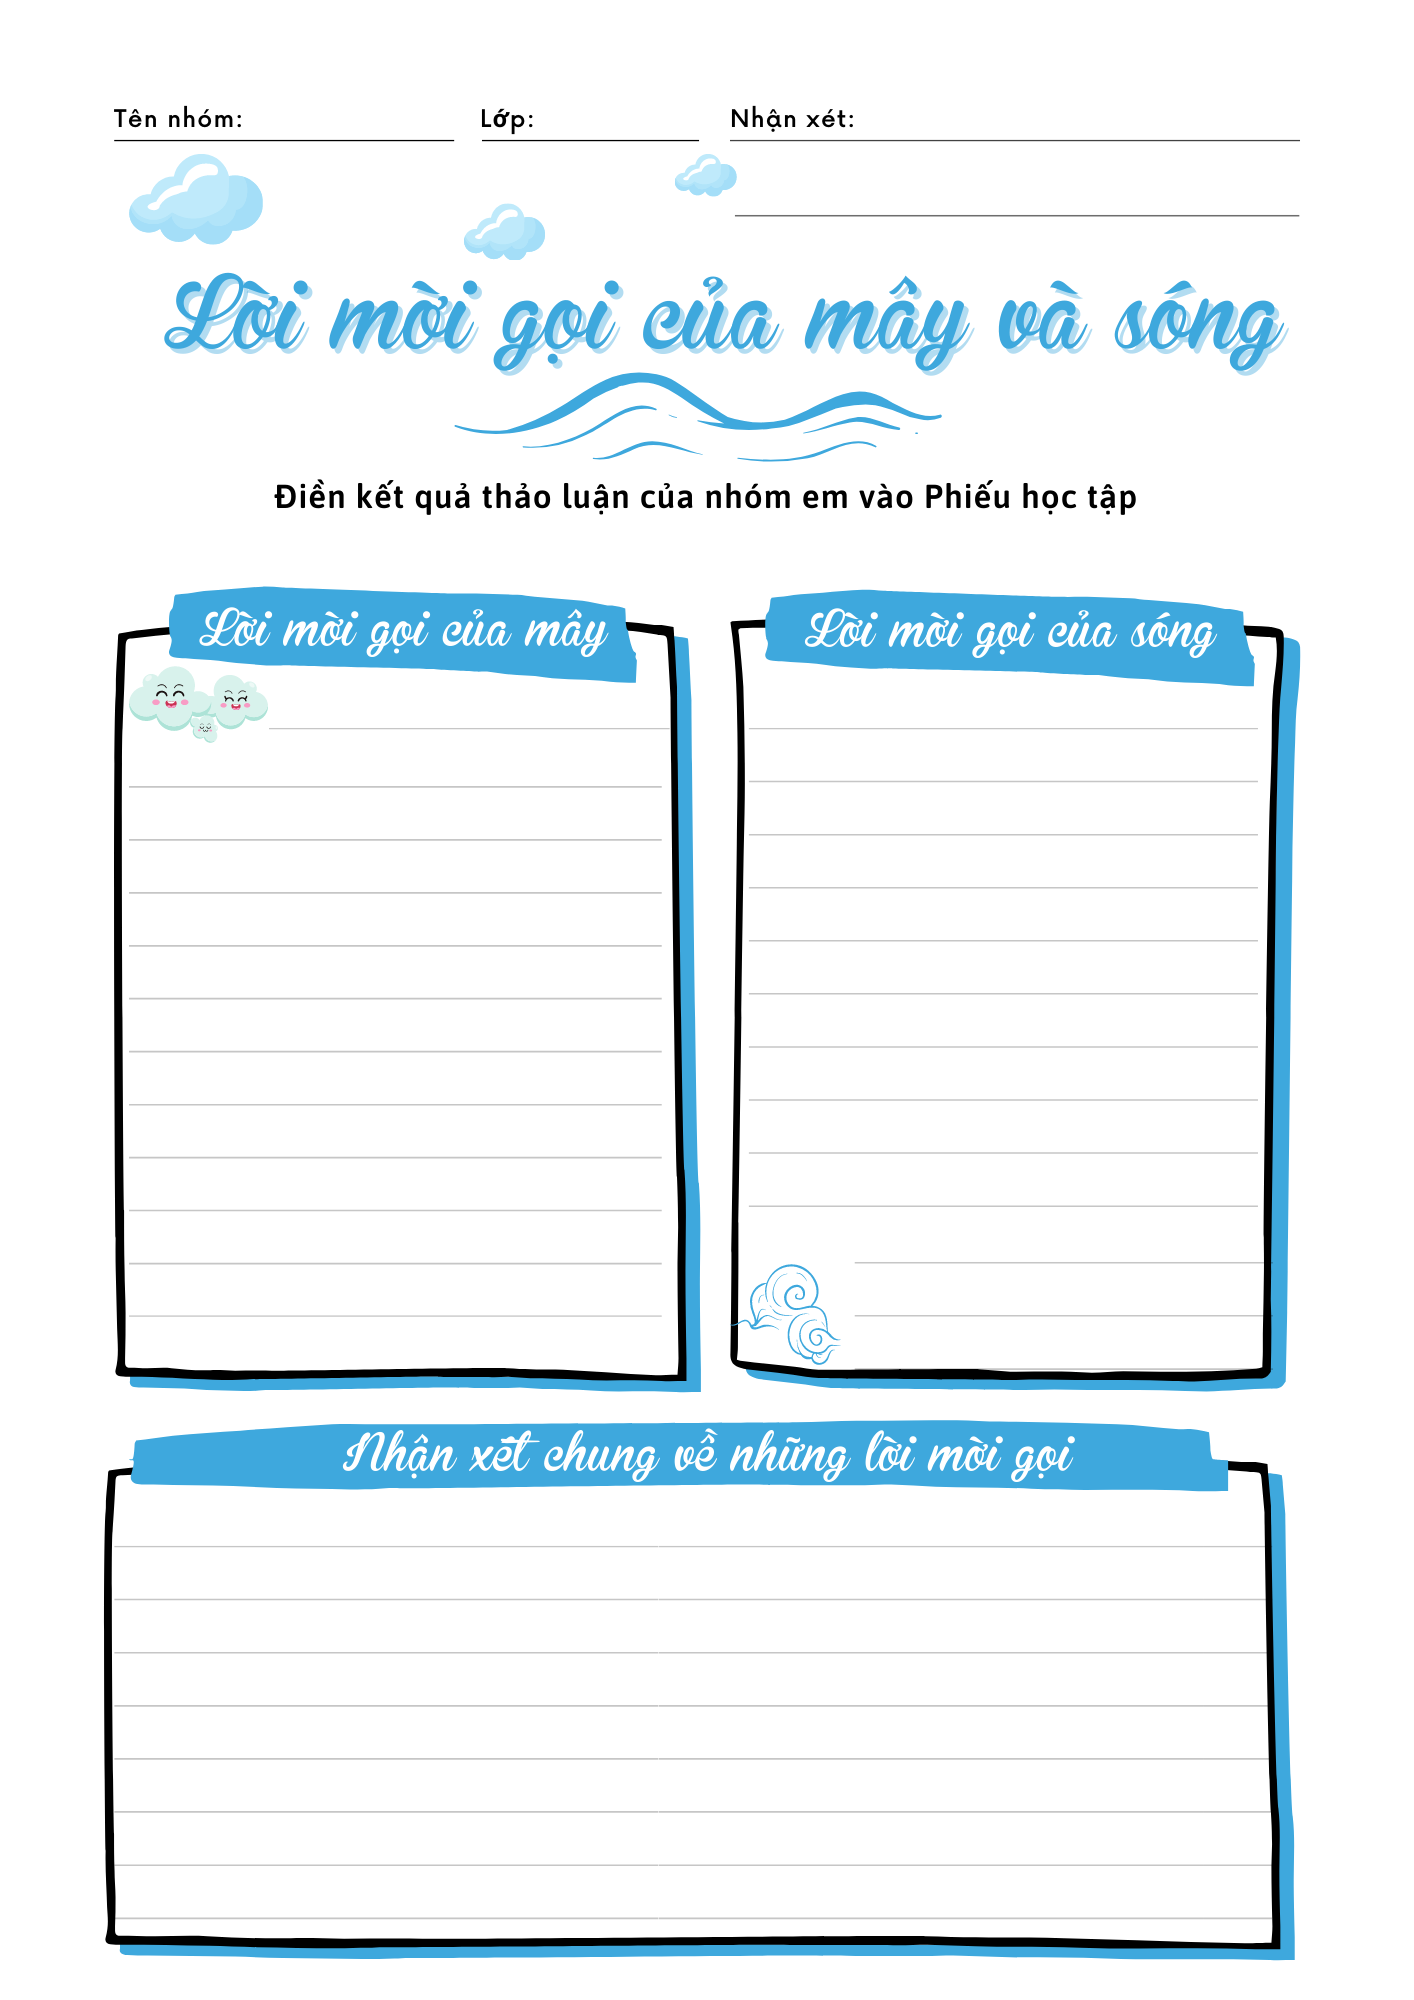 Tên nhóm:
Lớp:
Nhận xét:
Lời mời gọi của mây và sóng
Điền kết quả thảo luận của nhóm em vào Phiếu học tập
Lời mời gọi của mây
Lời mời gọi của sóng
Nhận xét chung về những lời mời gọi